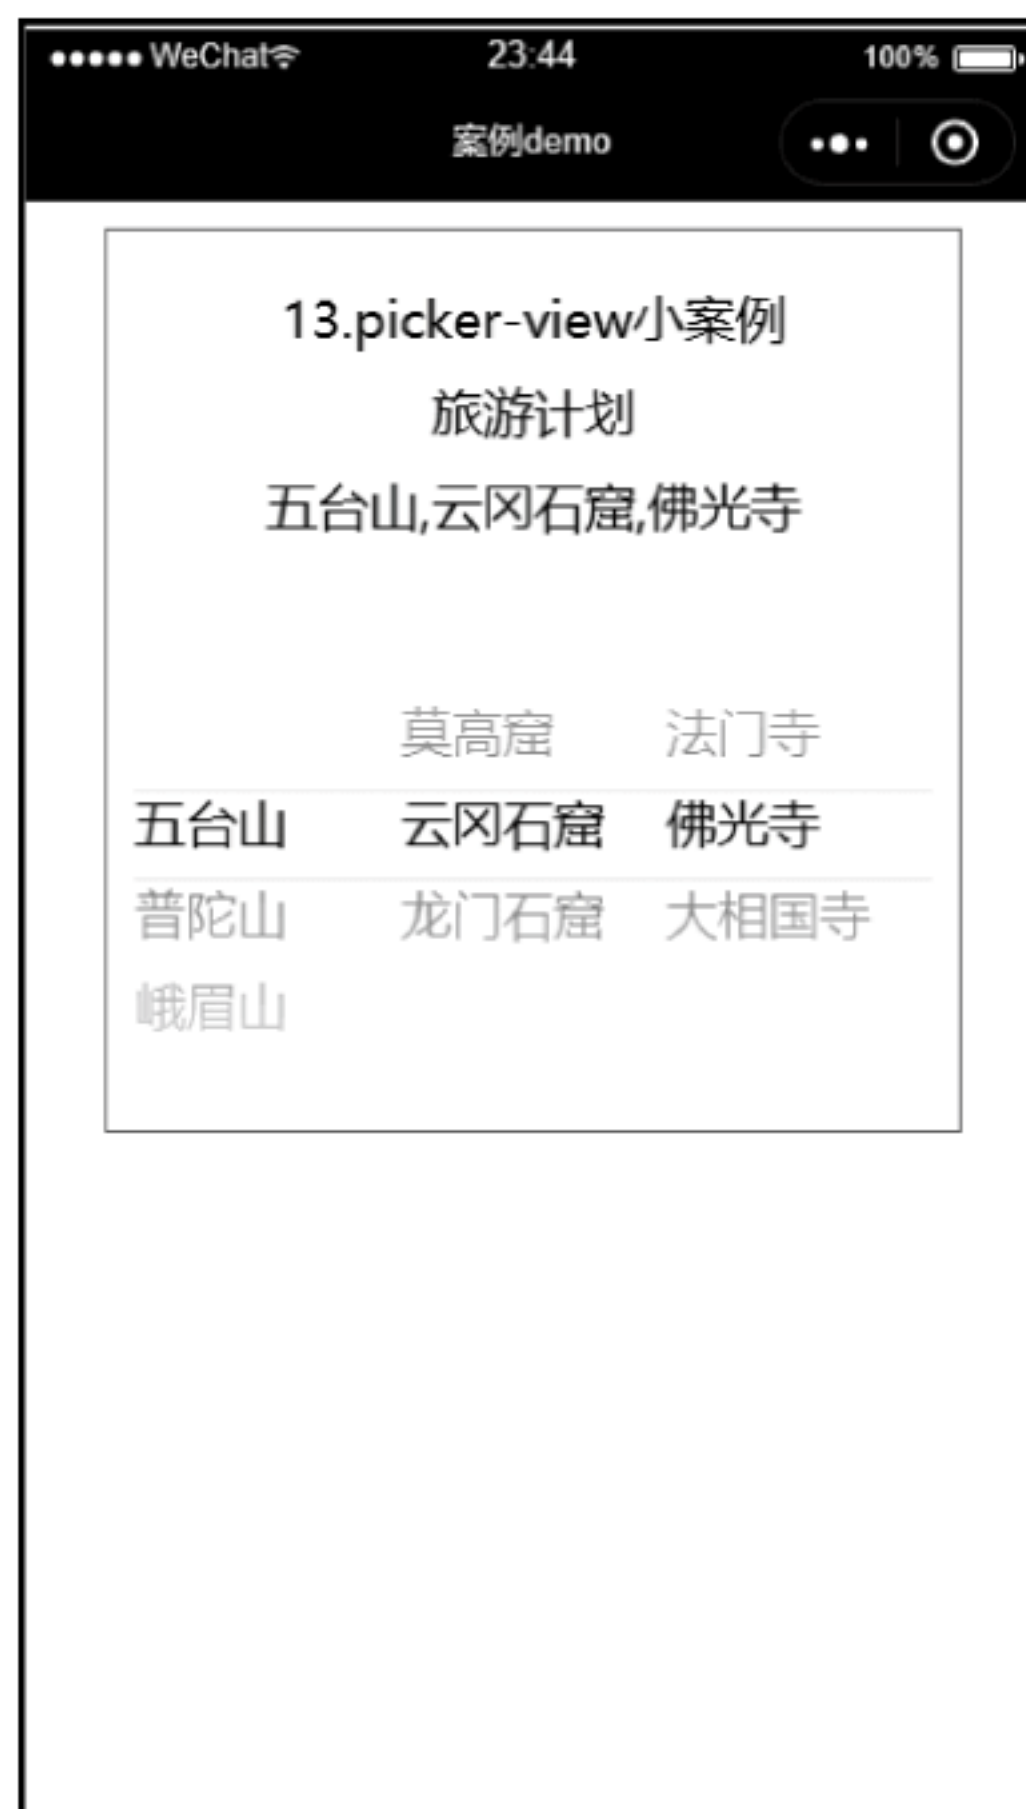 WeChat 23:44 100%
案例demo
13.picker-view小案例
旅游计划
五台山,云冈石窟,佛光寺
莫高窟 法门寺
五台山 云冈石窟 佛光寺
普陀山 龙门石窟 大相国寺
峨眉山